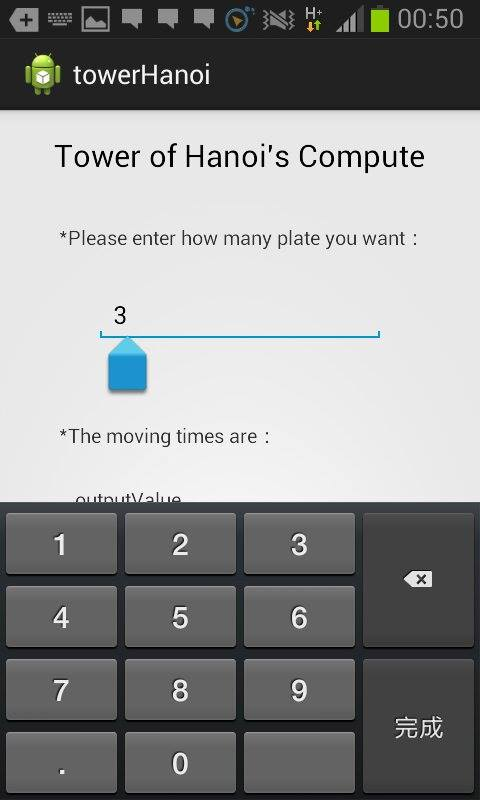 H+ 00:50
towerHanoi
Tower of Hanoi's Compute
*Please enter how many plate you want：
3
*The moving times are：
outputValue
1 2 3
4 5 6
7 8 9 完成
. 0